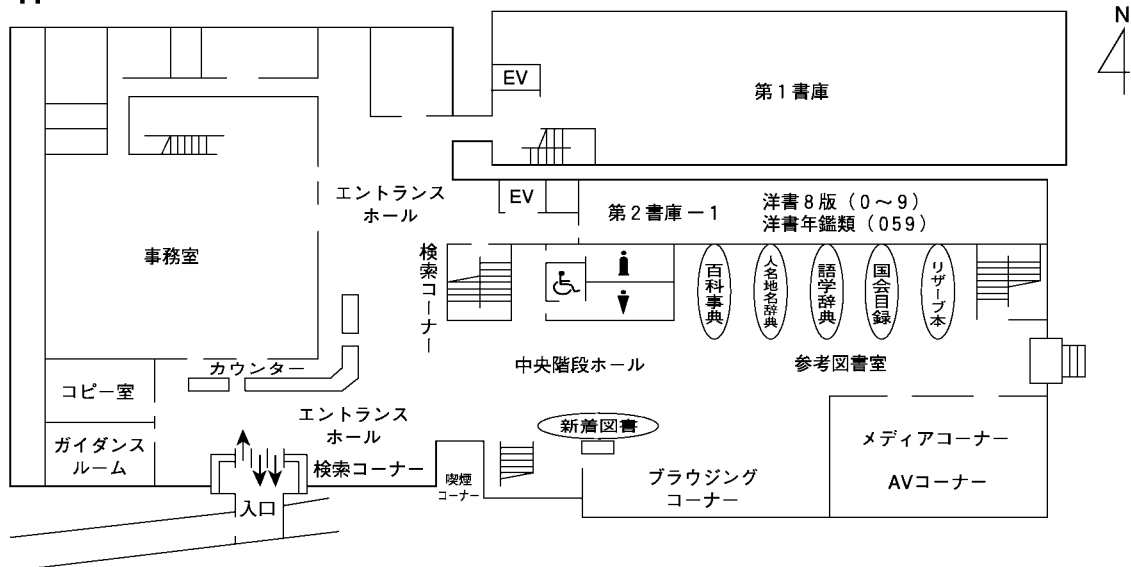 N
EV
第1書庫
エントランス
ホール
EV
第2書庫－1
洋書8版（0～9）
洋書年鑑類（059）
事務室
検索コーナー
百科事典
人名地名辞典
語学辞典
国会目録
リザーブ本
カウンター
中央階段ホール
参考図書室
コピー室
エントランス
ホール
新着図書
ガイダンス
ルーム
検索コーナー
喫煙
コーナー
ブラウジング
コーナー
メディアコーナー
AVコーナー
入口